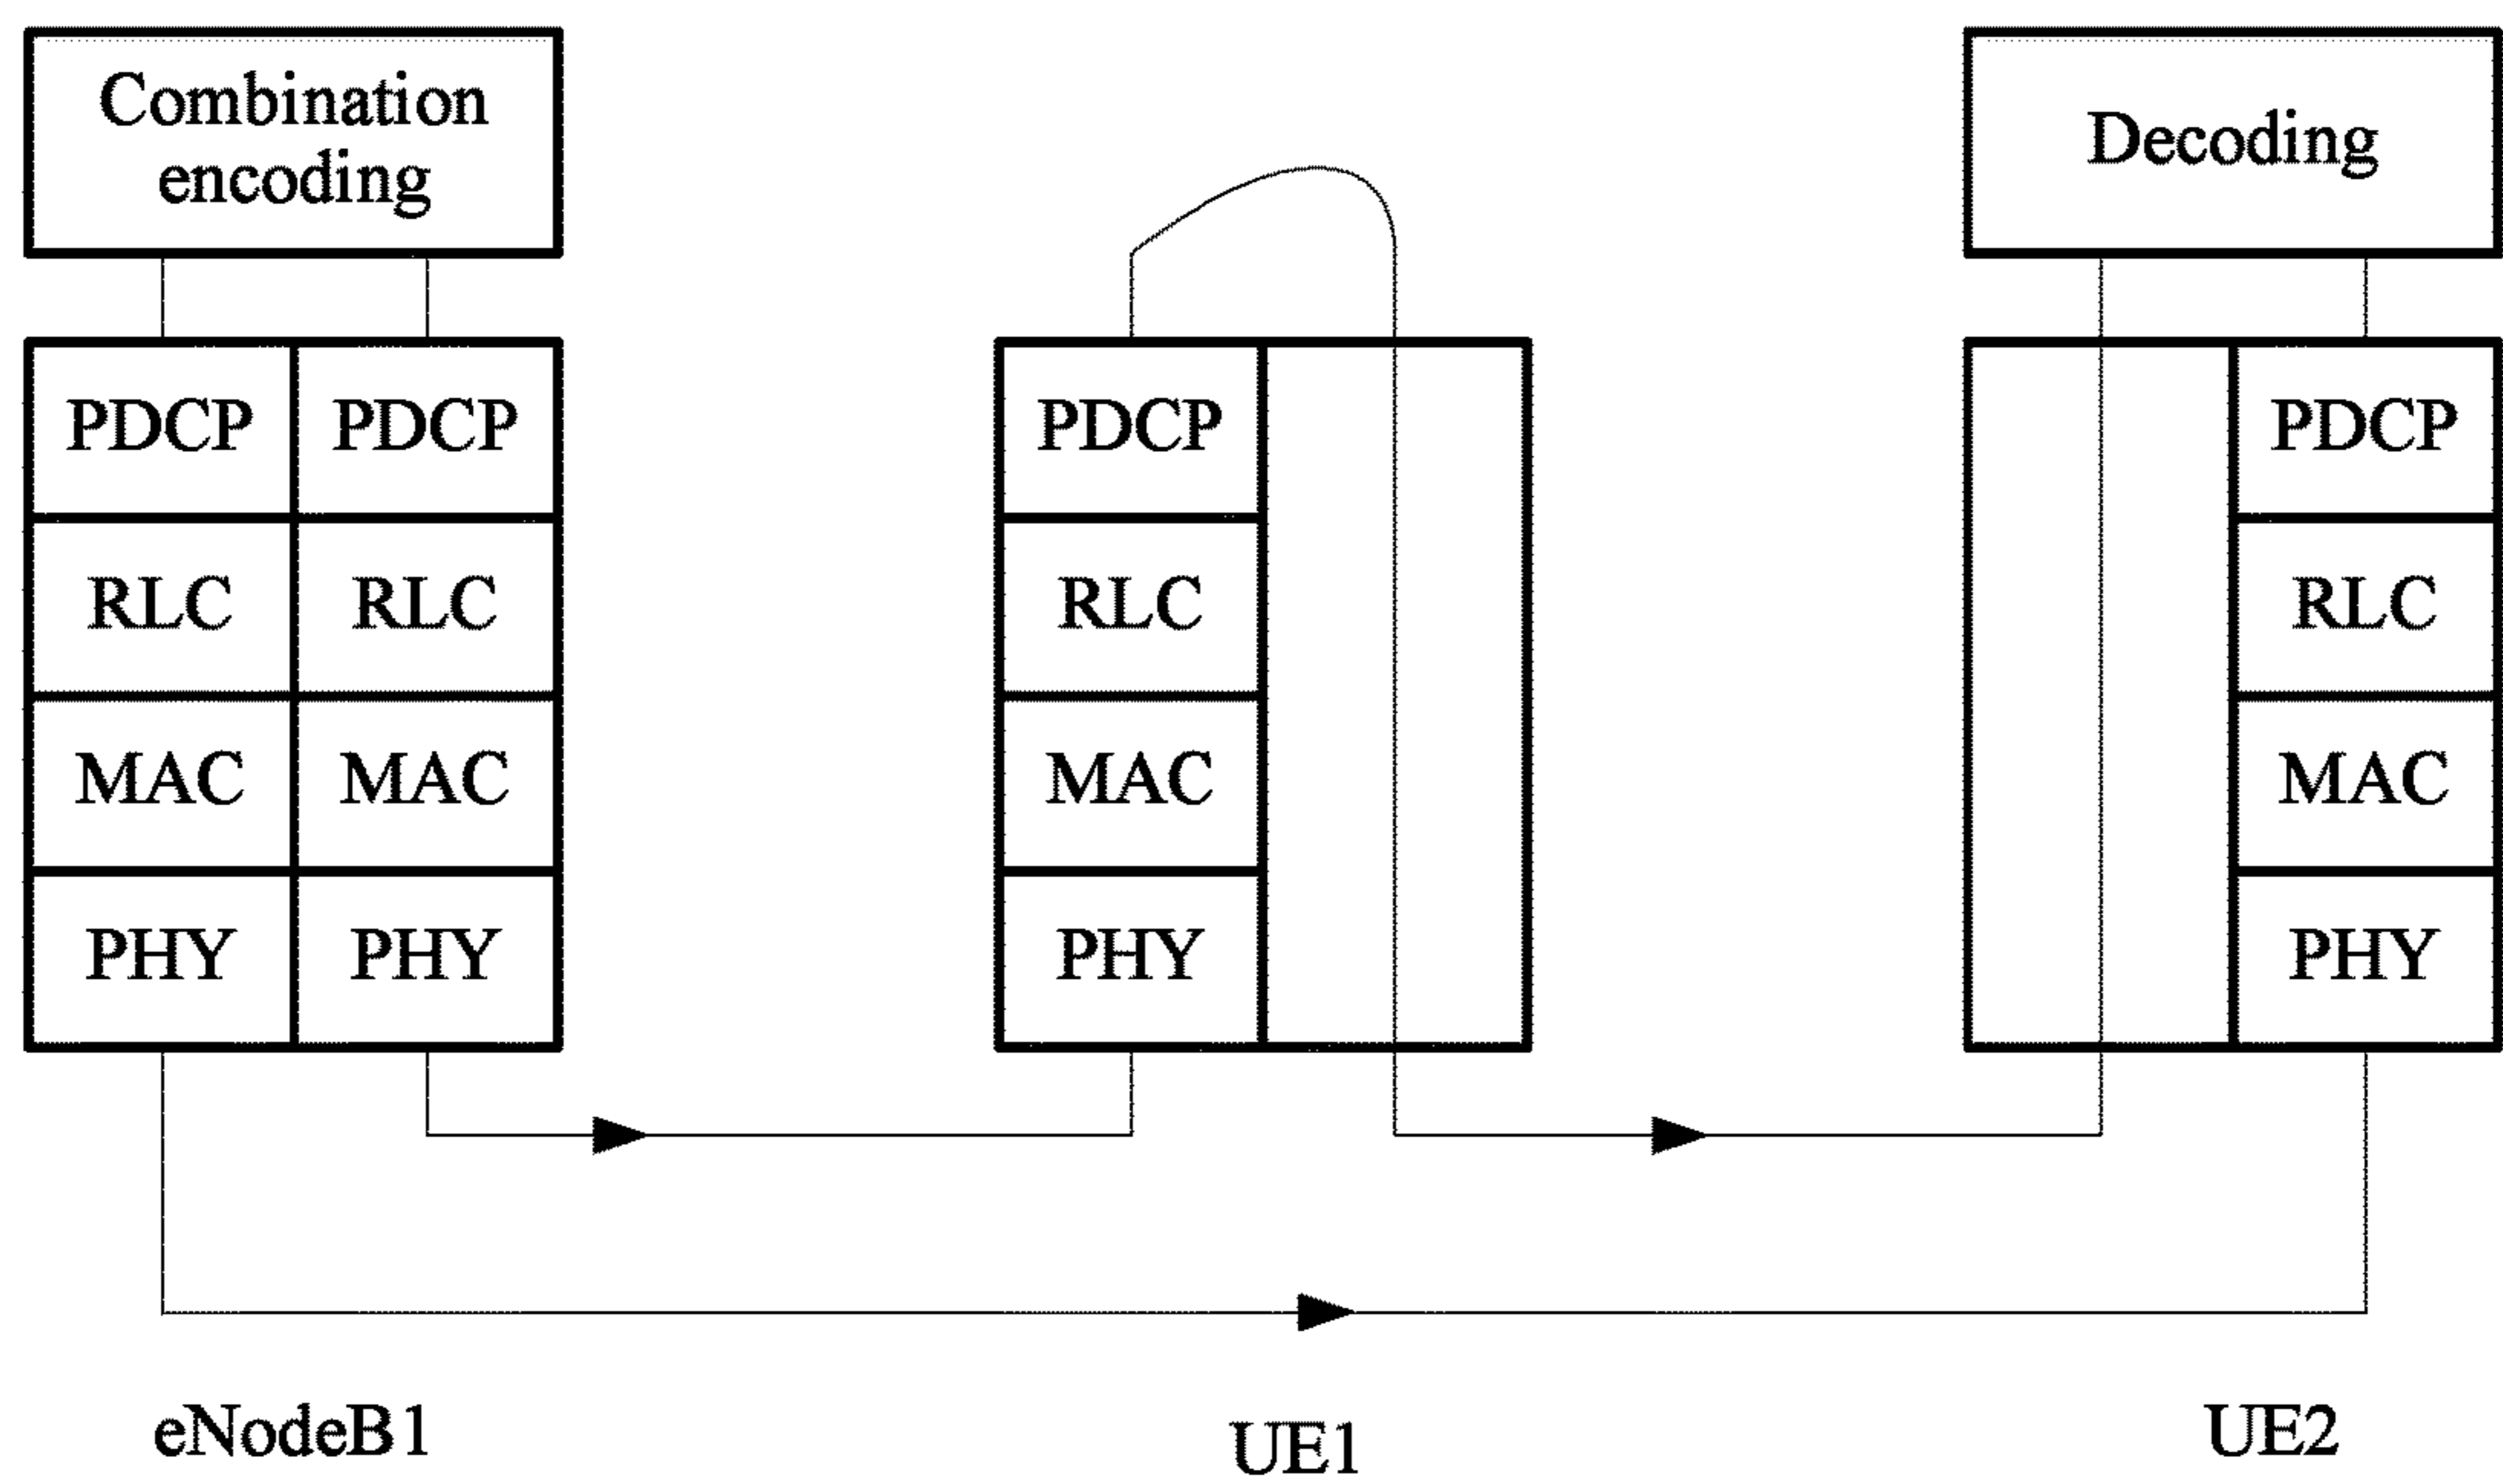 Combination
encoding
Decoding
PDCP PDCP PDCP PDCP
RLC RLC RLC RLC
MAC MAC MAC MAC
PHY PHY PHY PHY
eNodeB1 UE1 UE2